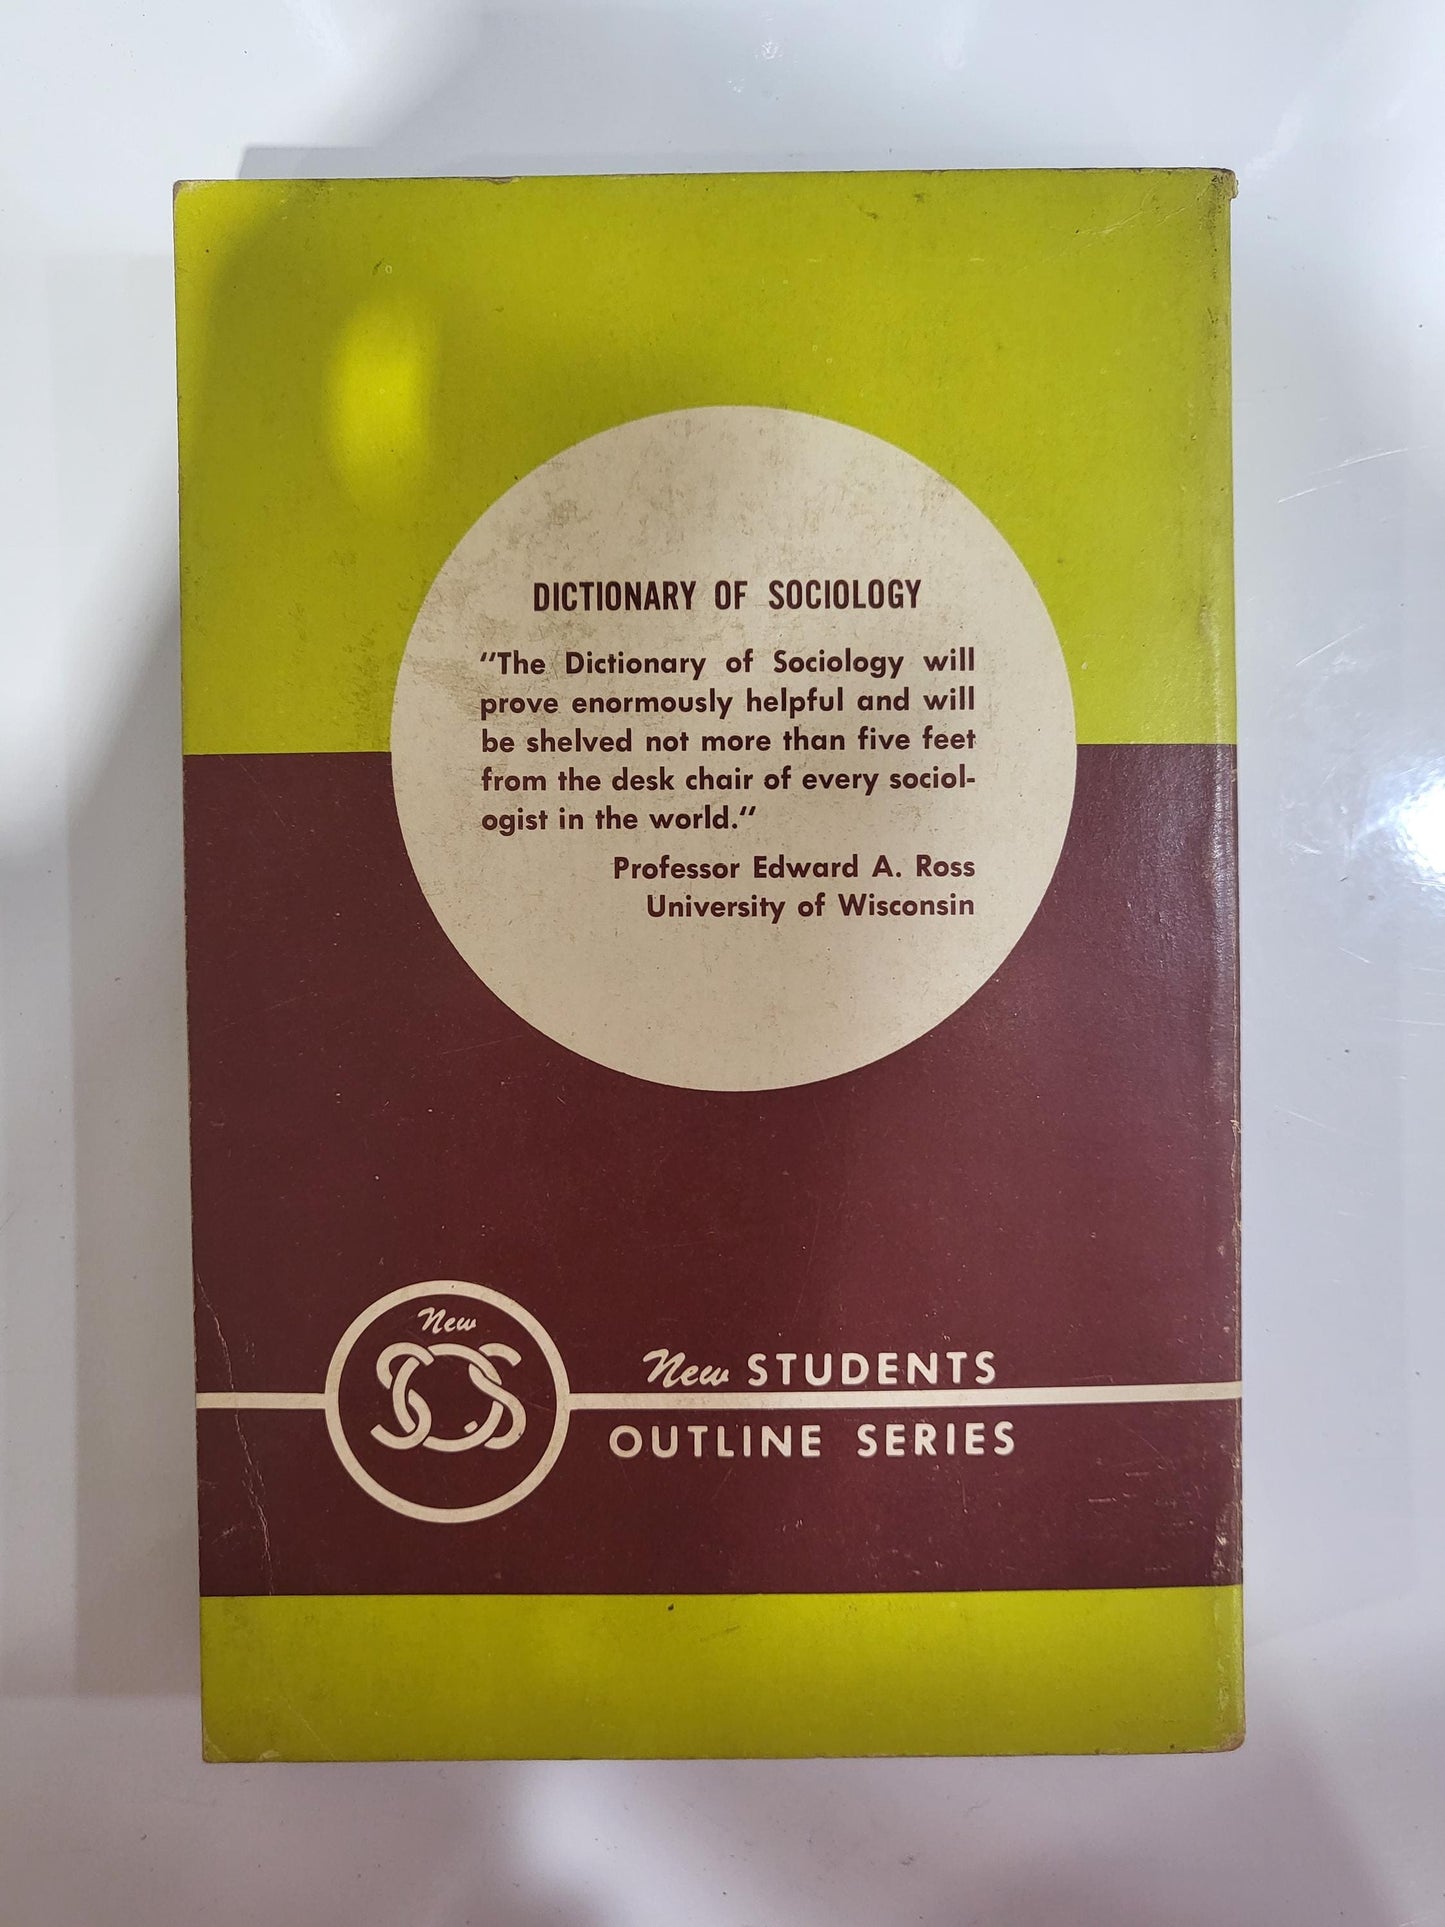 DICTIONARY OF SOCIOLOGY
"The Dictionary of Sociology will
prove enormously helpful and will
be shelved not more than five feet
from the desk chair of every sociol-
ogist in the world."
Professor Edward A. Ross
University of Wisconsin
New
SOS
New STUDENTS
OUTLINE SERIES